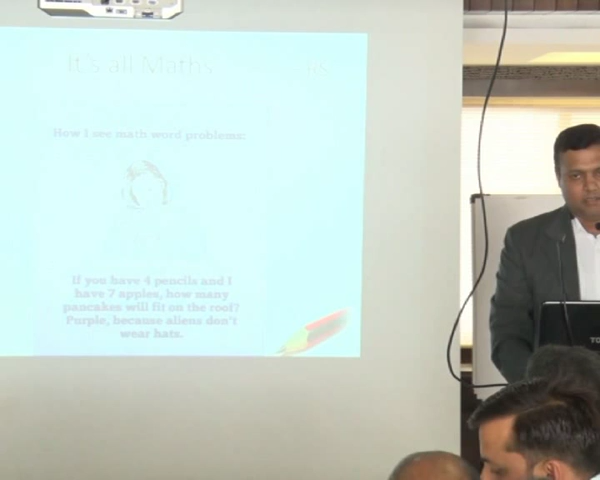 It's all Maths
How I see math word problems:
If you have 4 pencils and I
have 7 apples, how many
pancakes will fit on the roof?
Purple, because aliens don't
wear hats.
TO